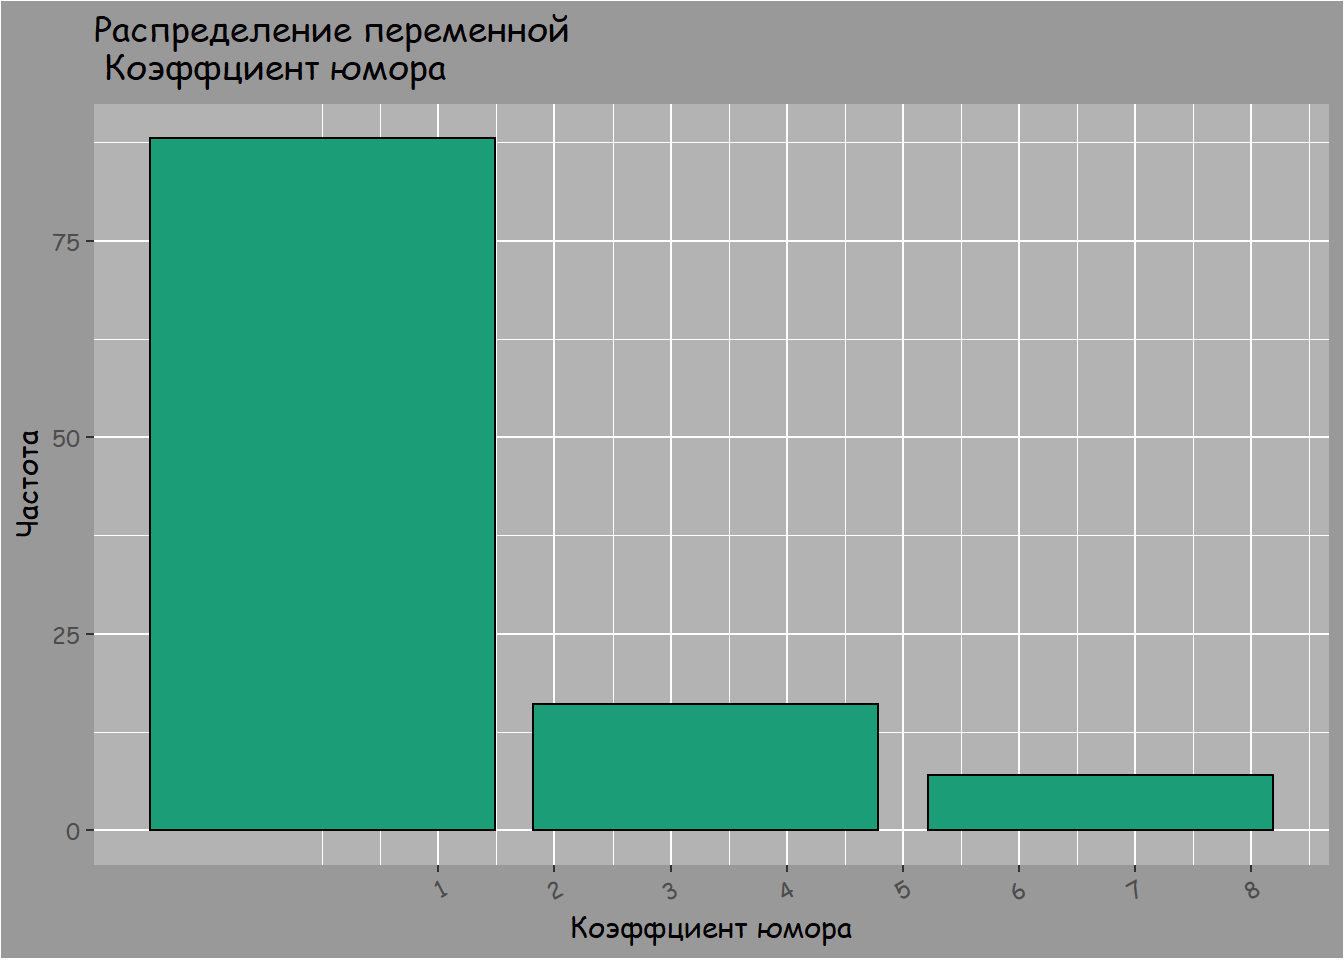 Распределение переменной
Коэффциент юмора
75
50
25
0
Частота
1 2 3 4 5 6 7 8
Коэффциент юмора